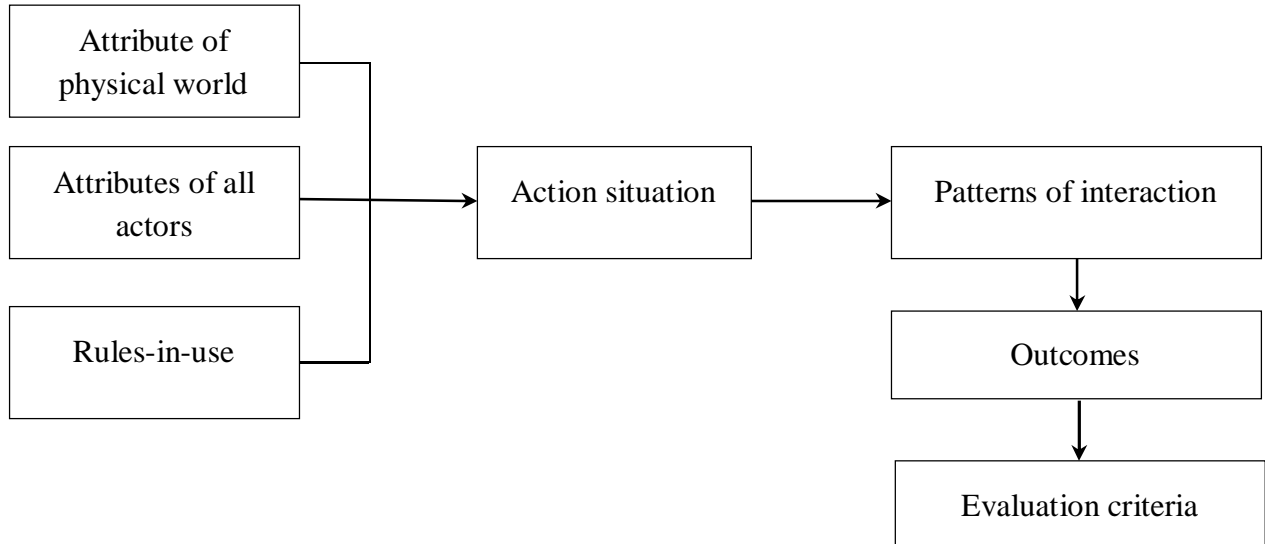 Attribute of
physical world
Attributes of all
actors
Rules-in-use
Action situation
Patterns of interaction
Outcomes
Evaluation criteria